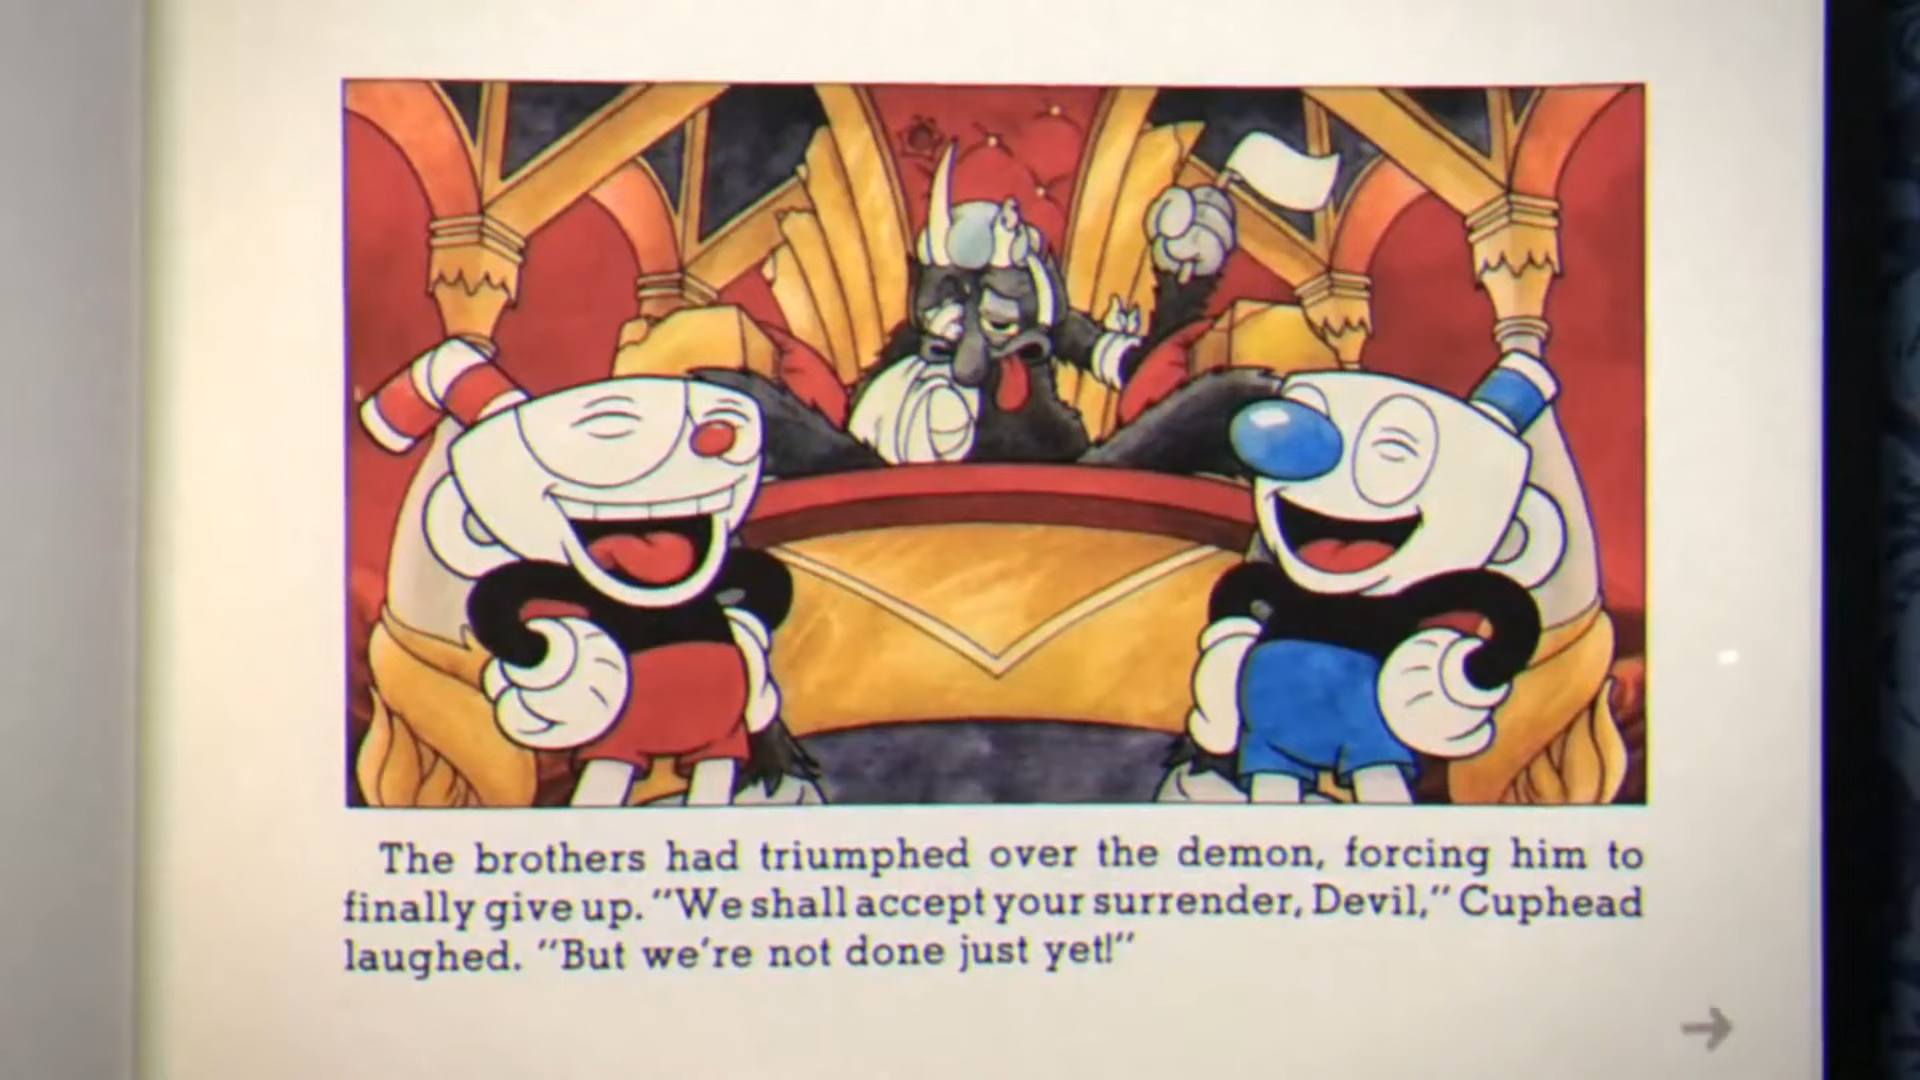 The brothers had triumphed over the demon, forcing him to
finally give up. "We shall accept your surrender, Devil," Cuphead
laughed. "But we're not done just yet!"